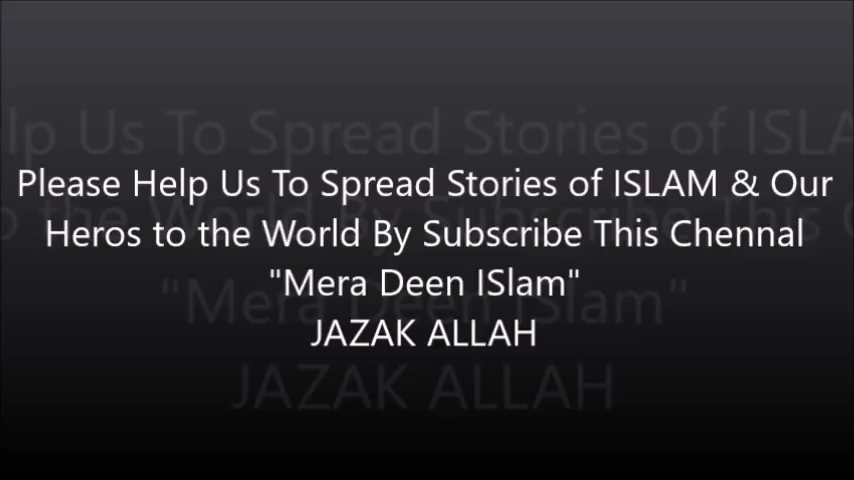 Please Help Us To Spread Stories of ISLAM & Our
Heros to the World By Subscribe This Chennal
"Mera Deen ISlam"
JAZAK ALLAH